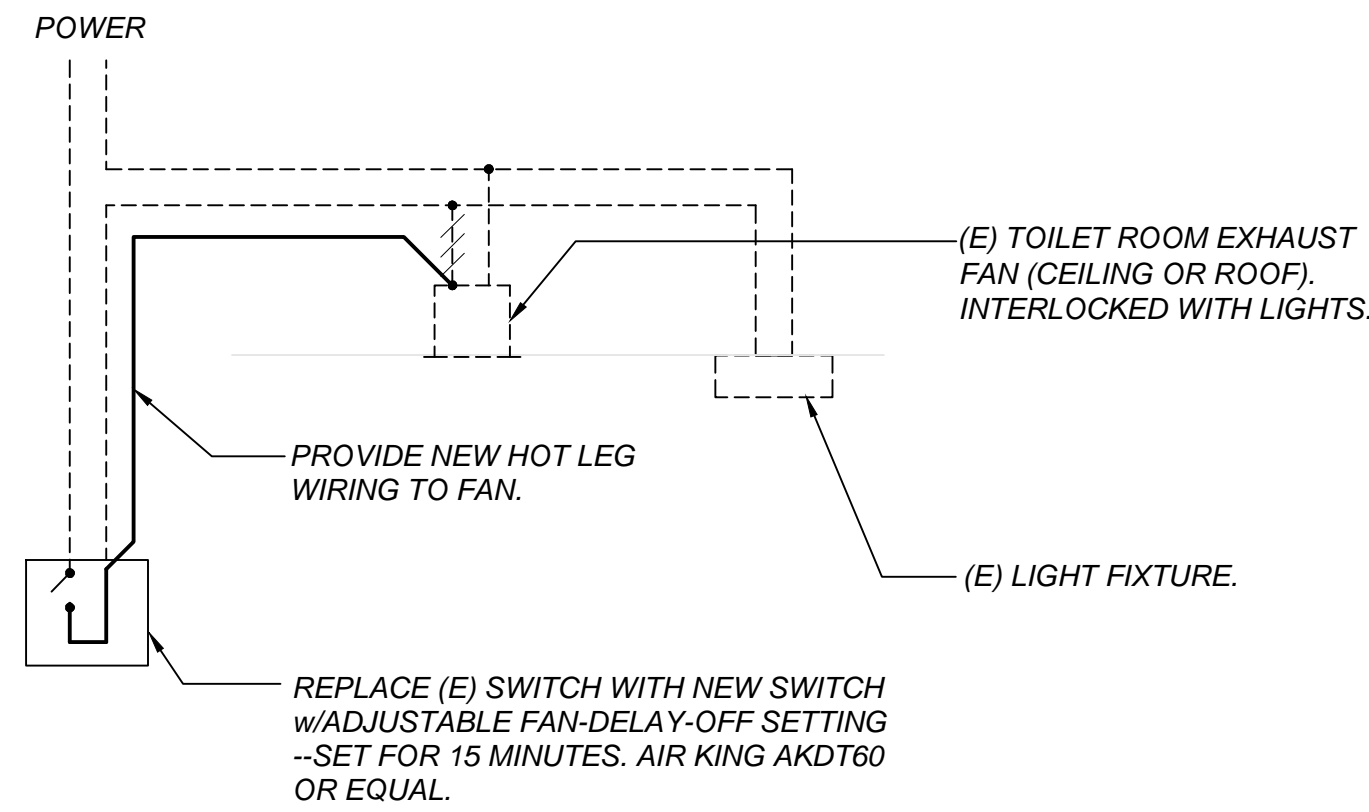 POWER
(E) TOILET ROOM EXHAUST
FAN (CEILING OR ROOF).
INTERLOCKED WITH LIGHTS.
PROVIDE NEW HOT LEG
WIRING TO FAN.
(E) LIGHT FIXTURE.
REPLACE (E) SWITCH WITH NEW SWITCH
w/ADJUSTABLE FAN-DELAY-OFF SETTING
--SET FOR 15 MINUTES. AIR KING AKDT60
OR EQUAL.